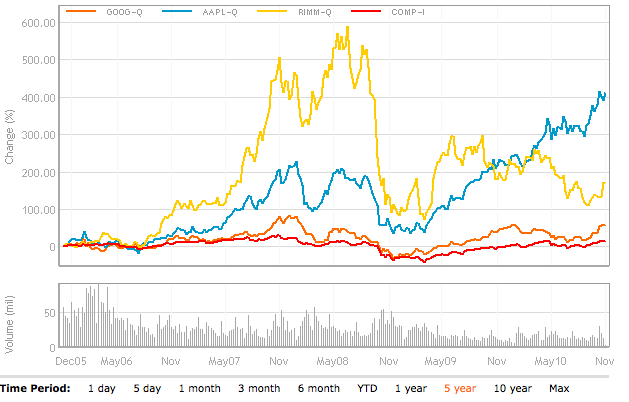 GOOG-Q AAPL-Q RIMM-Q COMP-I
600.00
500.00
400.00
300.00
200.00
100.00
0
Change (%)
50
0
Volume (mil)
Dec05 May06 Nov May07 Nov May08 Nov May09 Nov May10 Nov
Time Period: 1 day 5 day 1 month 3 month 6 month YTD 1 year 5 year 10 year Max